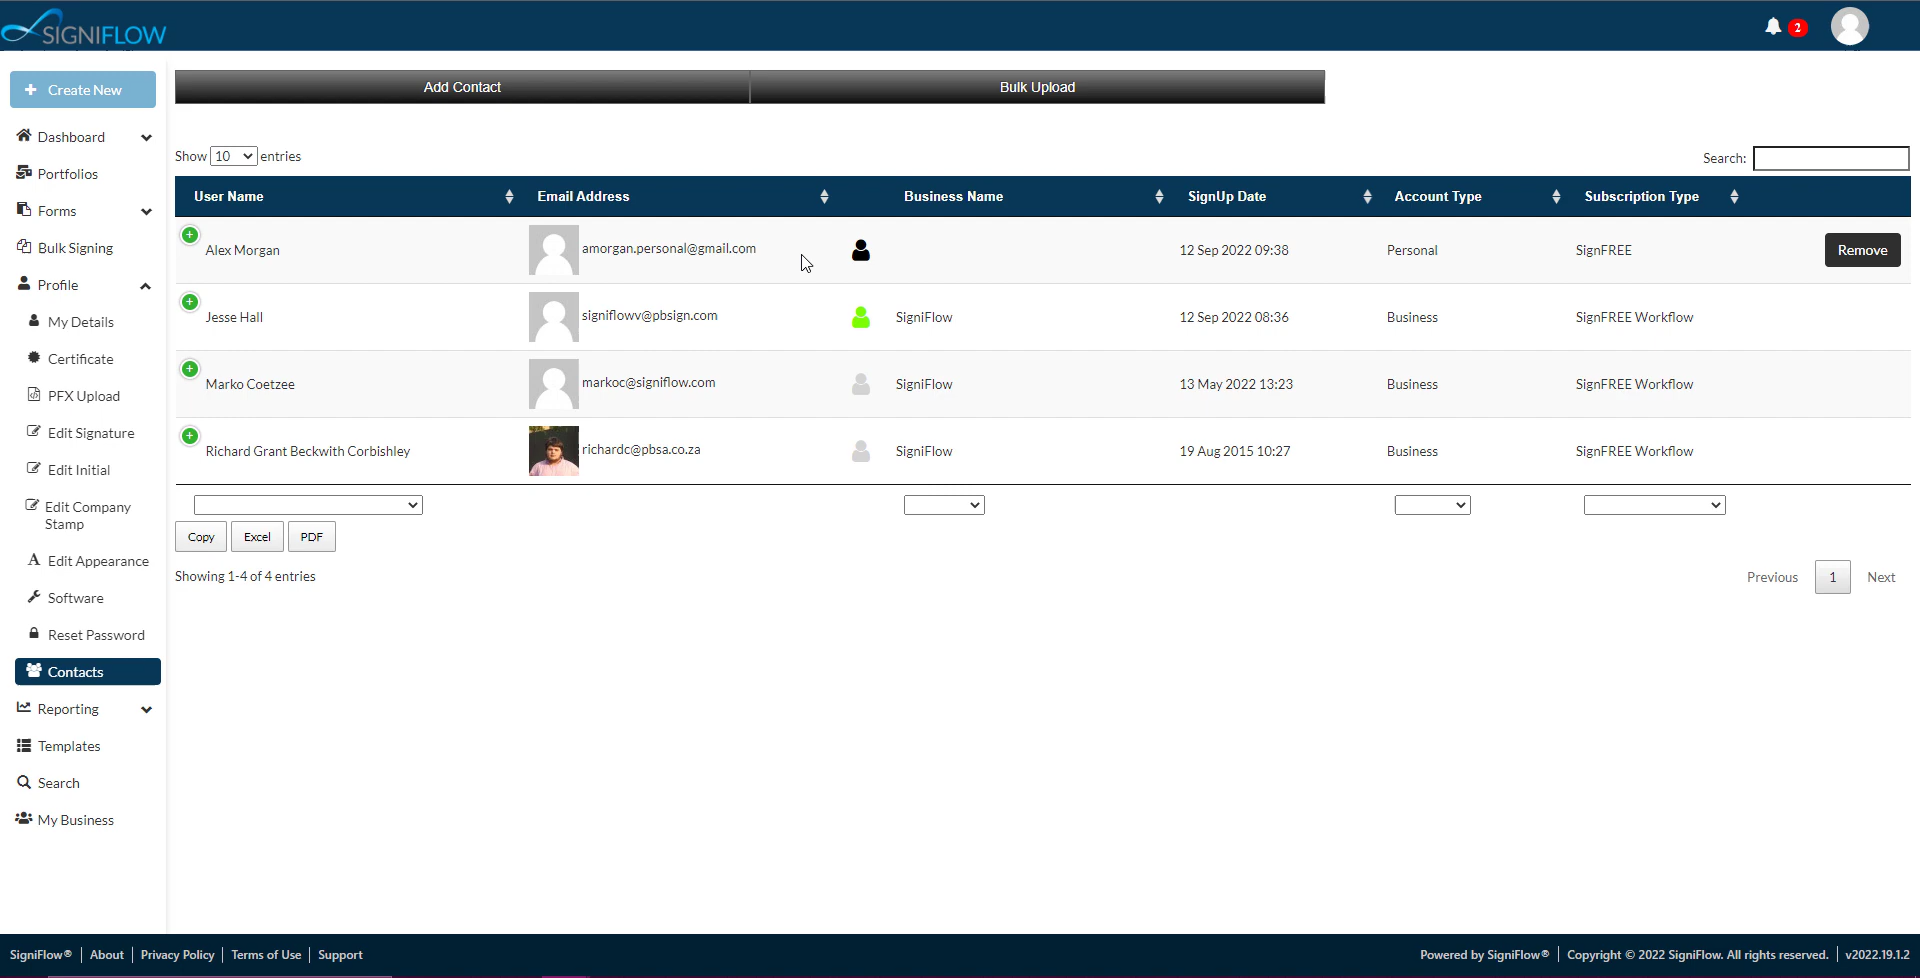 SIGNIFLOW
2
Create New
Dashboard
Portfolios
Forms
Bulk Signing
Profile
My Details
Certificate
PFX Upload
Edit Signature
Edit Initial
Edit Company
Stamp
Edit Appearance
Software
Reset Password
Contacts
Reporting
Templates
Search
My Business
Add Contact Bulk Upload
Show 10 entries Search:
User Name Email Address Business Name SignUp Date Account Type Subscription Type
Alex Morgan amorgan.personal@gmail.com 12 Sep 2022 09:38 Personal SignFREE Remove
Jesse Hall signiflowv@pbsign.com SigniFlow 12 Sep 2022 08:36 Business SignFREE Workflow
Marko Coetzee markoc@signiflow.com SigniFlow 13 May 2022 13:23 Business SignFREE Workflow
Richard Grant Beckwith Corbishley richardc@pbsa.co.za SigniFlow 19 Aug 2015 10:27 Business SignFREE Workflow
Copy Excel PDF
Showing 1-4 of 4 entries Previous 1 Next
SigniFlow® | About | Privacy Policy | Terms of Use | Support Powered by SigniFlow® | Copyright © 2022 SigniFlow. All rights reserved. | v2022.19.1.2